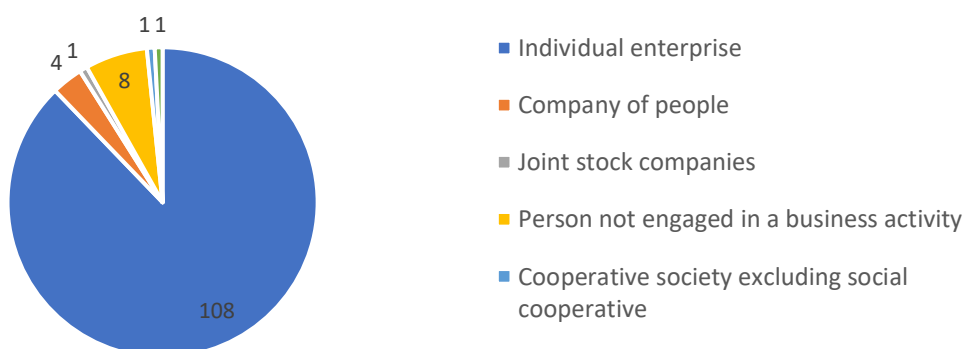 1 1
1
4
8
108
Individual enterprise
Company of people
Joint stock companies
Person not engaged in a business activity
Cooperative society excluding social
cooperative